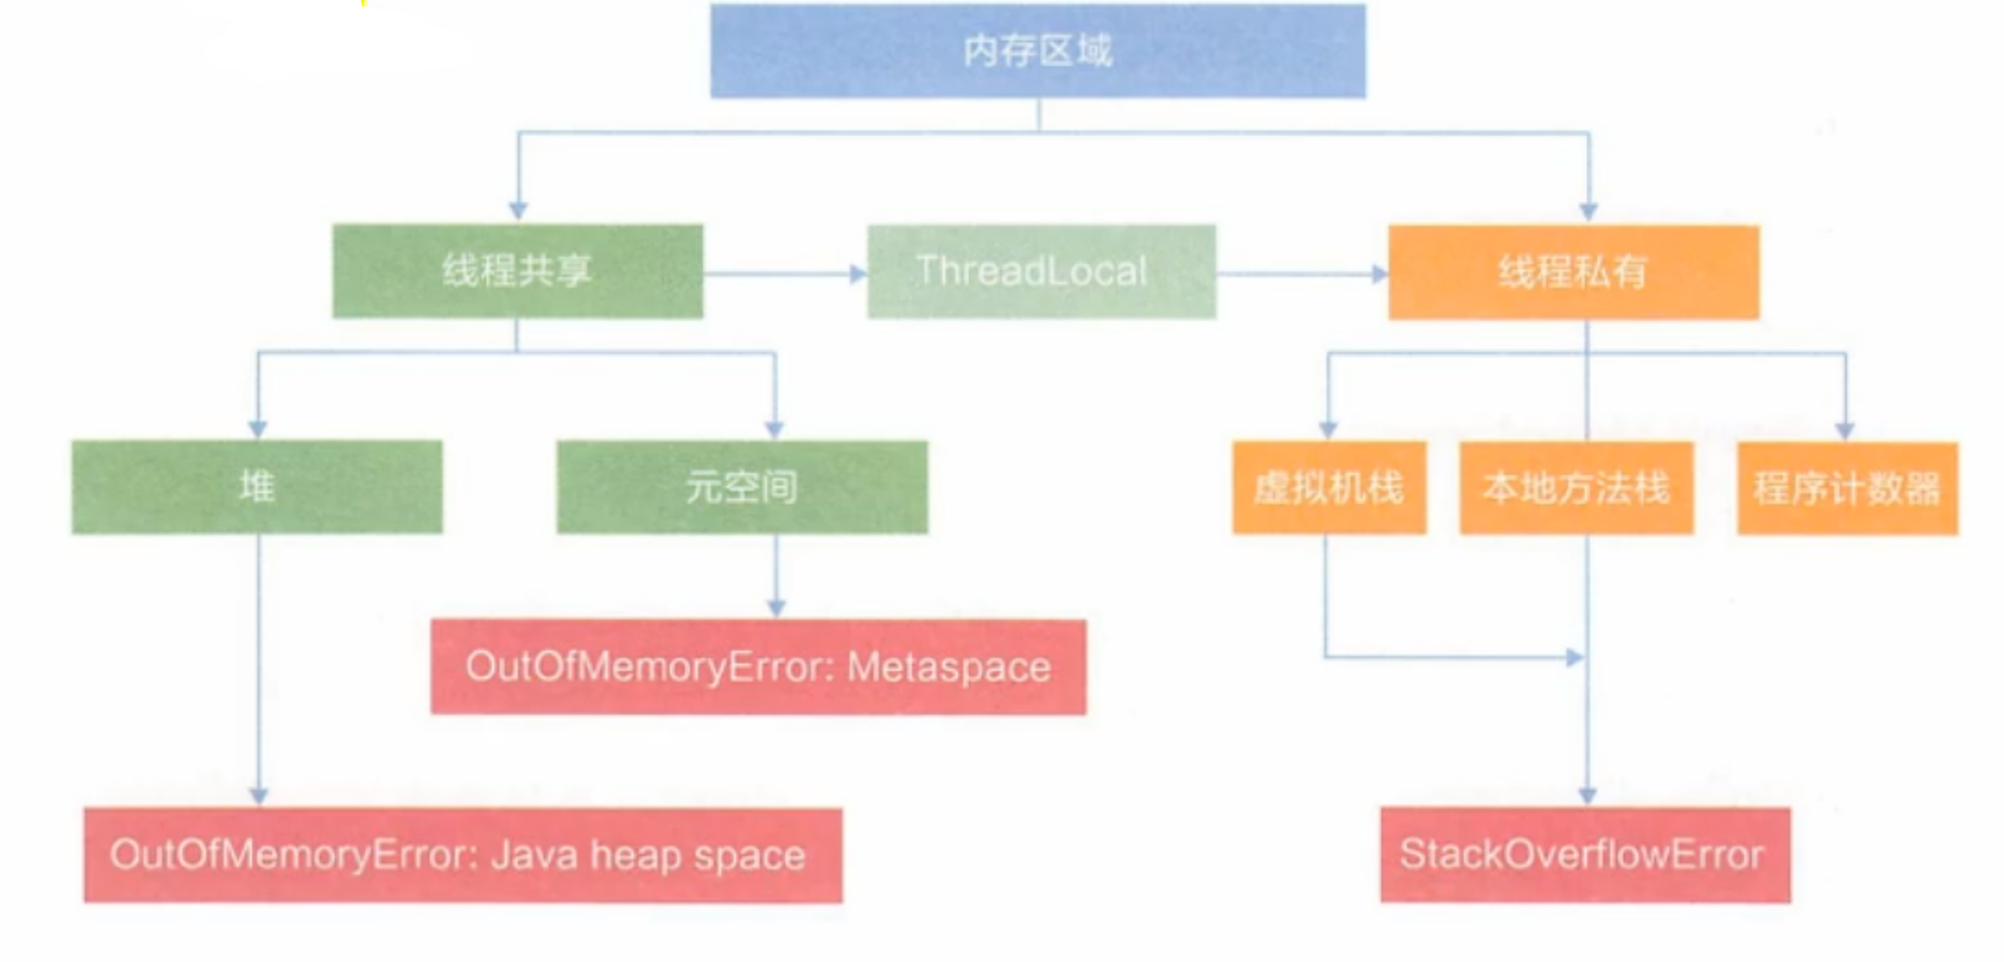 内存区域
线程共享
ThreadLocal
线程私有
堆
元空间
虚拟机栈
本地方法栈
程序计数器
OutOfMemoryError: Metaspace
OutOfMemoryError: Java heap space
StackOverflowError